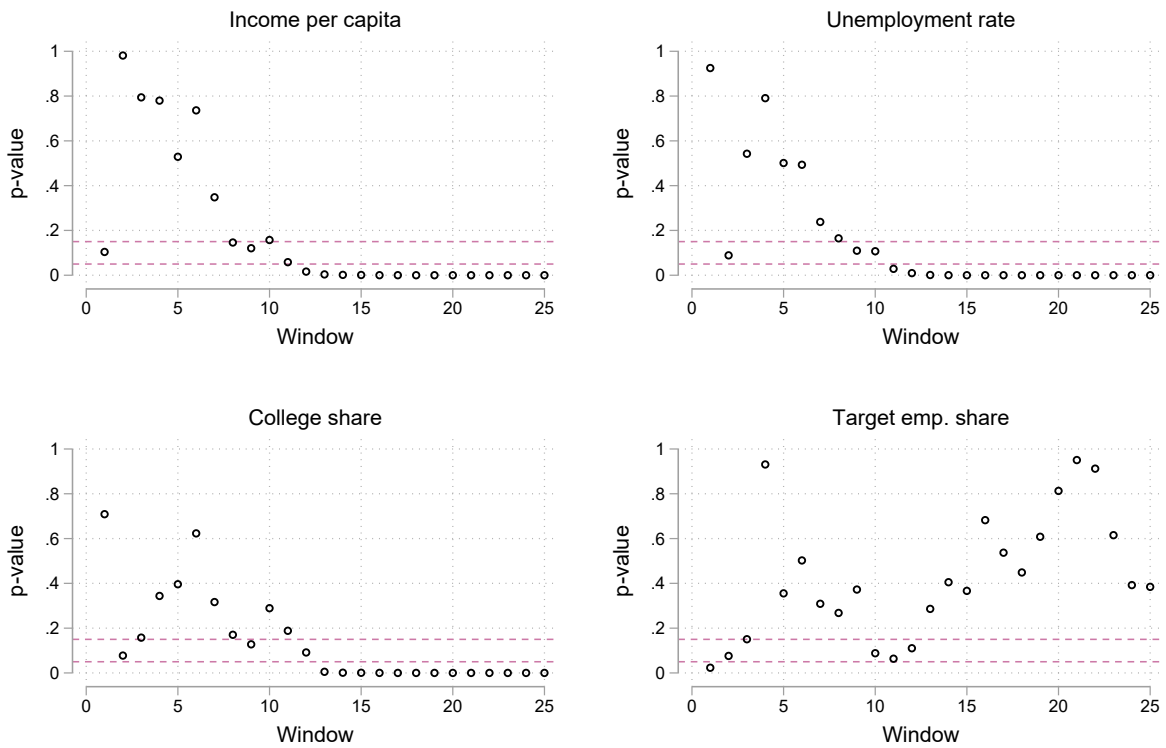 Income per capita
1
.8
.6
.4
.2
0
p-value
0 5 10 15 20 25
Window
Unemployment rate
1
.8
.6
.4
.2
0
p-value
0 5 10 15 20 25
Window
College share
1
.8
.6
.4
.2
0
p-value
0 5 10 15 20 25
Window
Target emp. share
1
.8
.6
.4
.2
0
p-value
0 5 10 15 20 25
Window